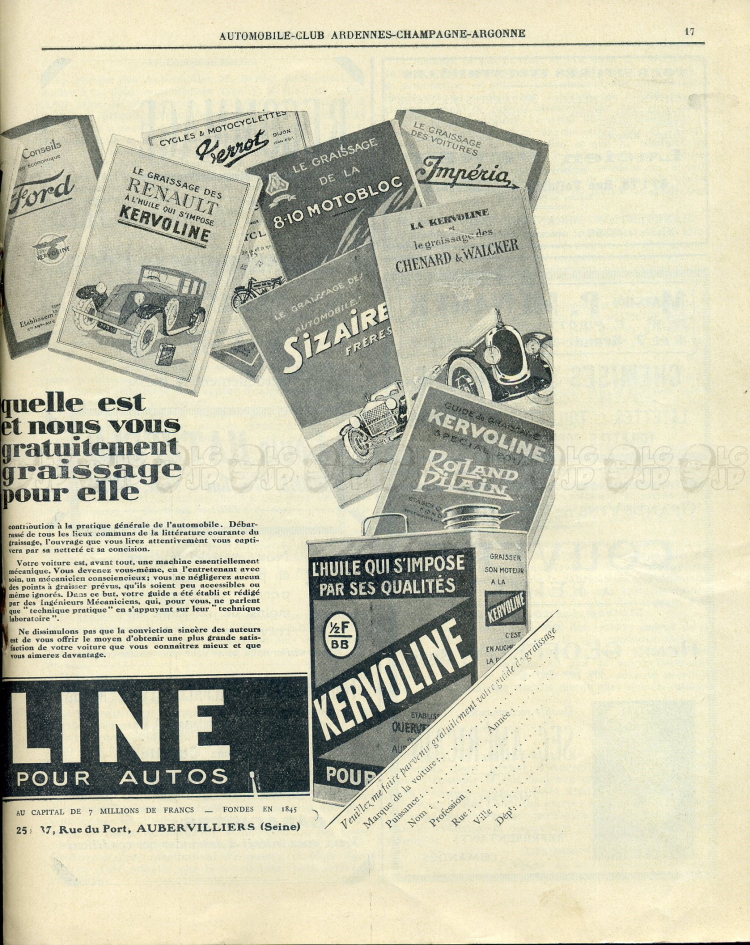 AUTOMOBILE-CLUB ARDENNES-CHAMPAGNE-ARGONNE 17
Conseils
Ford
KERVOLINE
LE GRAISSAGE DES
RENAULT
A L'HUILE QUI S'IMPOSE
KERVOLINE
CYCLES & MOTOCYCLETTES
Terrot
DIJON
LE GRAISSAGE
DE LA
8-10 MOTOBLOC
LE GRAISSAGE
DES VOITURES
Impéria
LA KERVOLINE
et
le graissage des
CHENARD & WALCKER
LE GRAISSAGE DES
AUTOMOBILES
SIZAIRE
FRÈRES
GUIDE de GRAISSAGE
KERVOLINE
SPECIAL POUR
ROLLAND
PILAIN
quelle est
et nous vous
gratuitement
graissage
pour elle
contribution à la pratique générale de l'automobile. Débar-
rassé de tous les lieux communs de la littérature courante du
graissage, l'ouvrage que vous lirez attentivement vous capti-
vera par sa netteté et sa concision.
Votre voiture est, avant tout, une machine essentiellement
mécanique. Vous devenez vous-même, en l'entretenant avec
soin, un mécanicien consciencieux; vous ne négligerez aucun
des points à graisser prévus, qu'ils soient peu accessibles ou
même ignorés. Dans ce but, votre guide a été établi et rédigé
par des Ingénieurs Mécaniciens, qui, pour vous, ne parlent
que "technique pratique" en s'appuyant sur leur "technique
laboratoire".
Ne dissimulons pas que la conviction sincère des auteurs
est de vous offrir le moyen d'obtenir une plus grande satis-
faction de votre voiture que vous connaîtrez mieux et que
vous aimerez davantage.
L'HUILE QUI S'IMPOSE
PAR SES QUALITÉS
½F
BB
KERVOLINE
POUR
GRAISSER
SON MOTEUR
A LA
KERVOLINE
C'EST
Veuillez me faire parvenir gratuitement votre guide de graissage
Marque de la voiture:
Puissance: Année:
Nom:
Profession:
Rue:
Ville:
Dépt:
LINE
POUR AUTOS
AU CAPITAL DE 7 MILLIONS DE FRANCS — FONDES EN 1845
37, Rue du Port, AUBERVILLIERS (Seine)